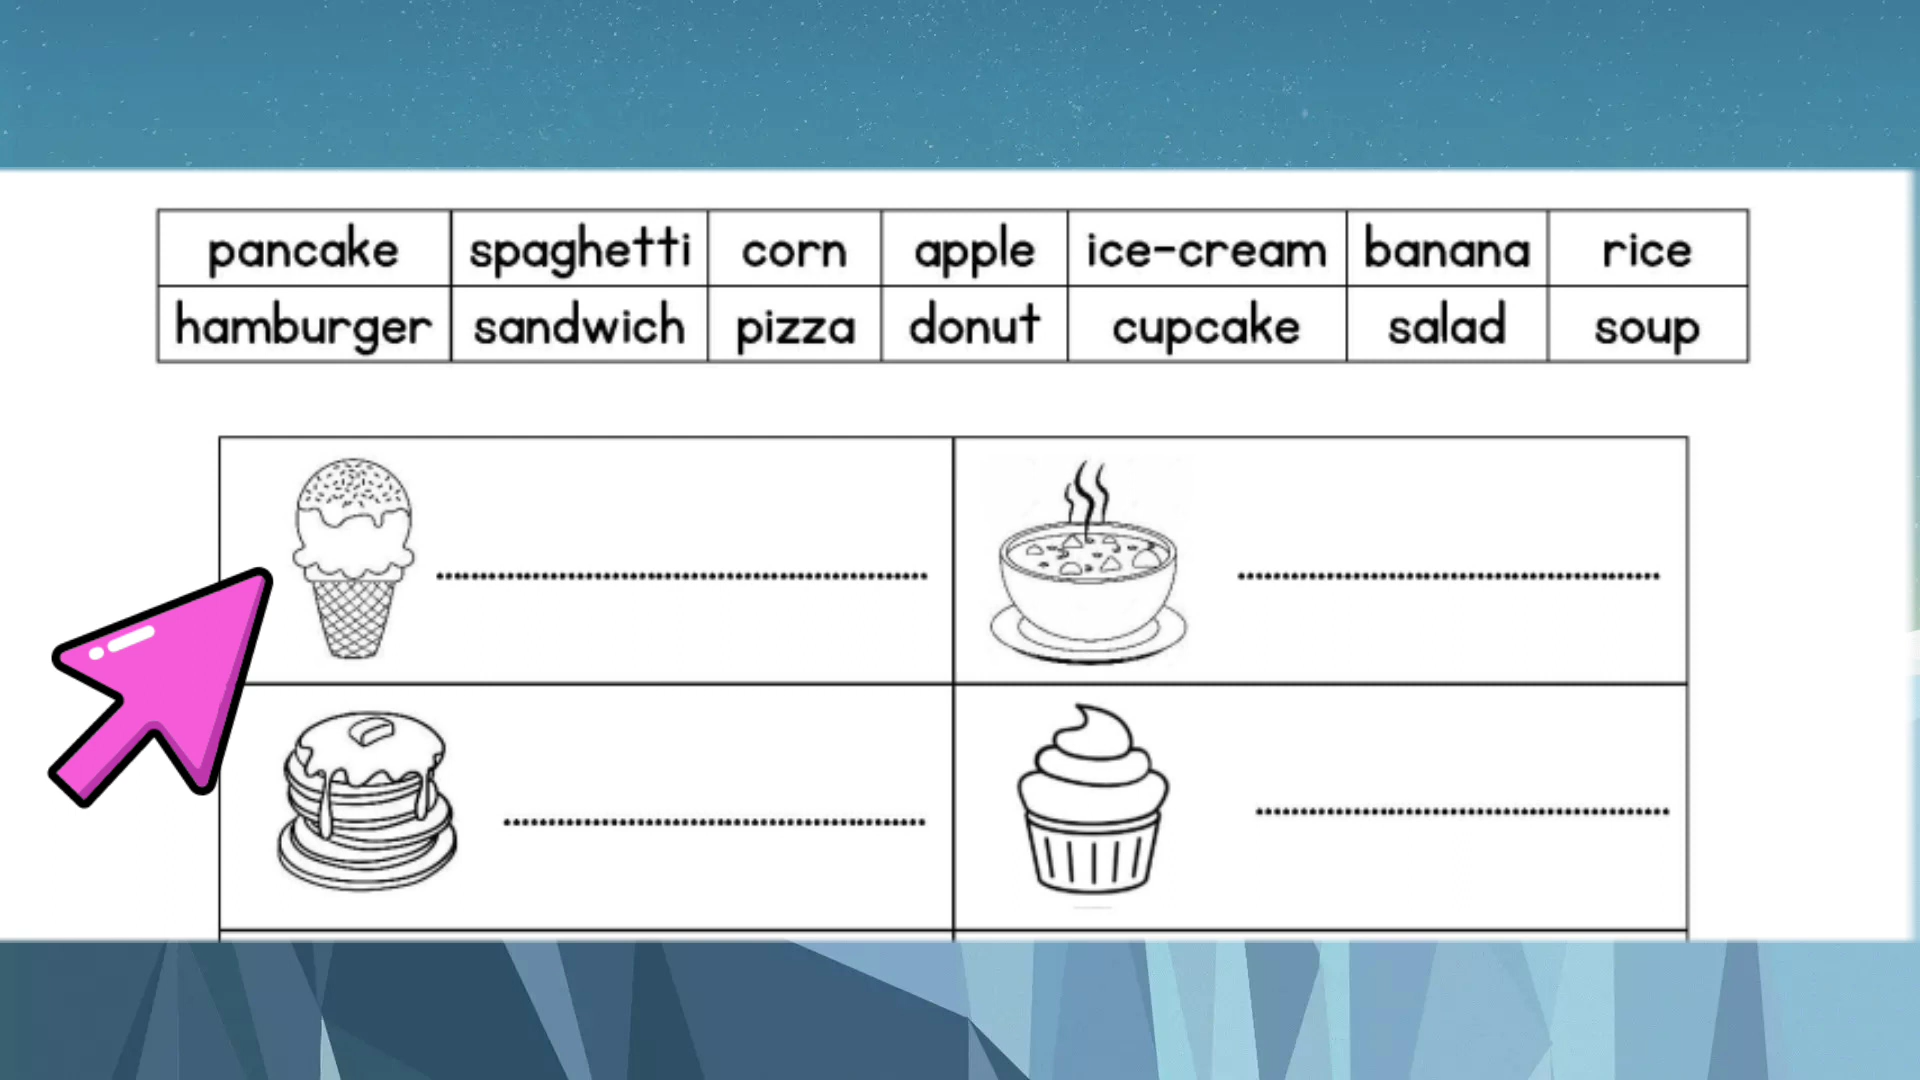 pancake spaghetti corn apple ice-cream banana rice
hamburger sandwich pizza donut cupcake salad soup